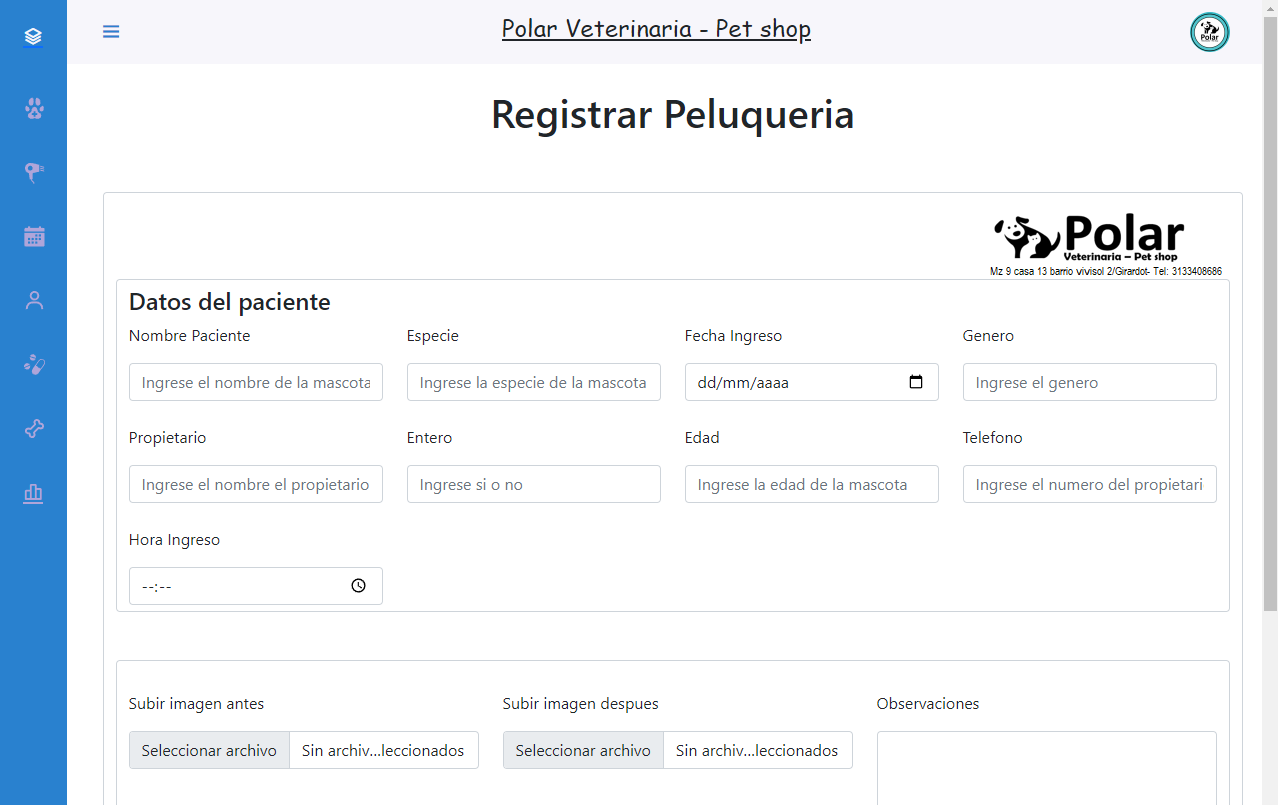 Polar Veterinaria - Pet shop
Polar
Registrar Peluqueria
Polar
Veterinaria – Pet shop
Mz 9 casa 13 barrio vivisol 2/Girardot- Tel: 3133408686
Datos del paciente
Nombre Paciente Especie Fecha Ingreso Genero
Ingrese el nombre de la mascota Ingrese la especie de la mascota dd/mm/aaaa Ingrese el genero
Propietario Entero Edad Telefono
Ingrese el nombre el propietario Ingrese si o no Ingrese la edad de la mascota Ingrese el numero del propietari
Hora Ingreso
--:--
Subir imagen antes Subir imagen despues Observaciones
Seleccionar archivo Sin archiv...leccionados Seleccionar archivo Sin archiv...leccionados